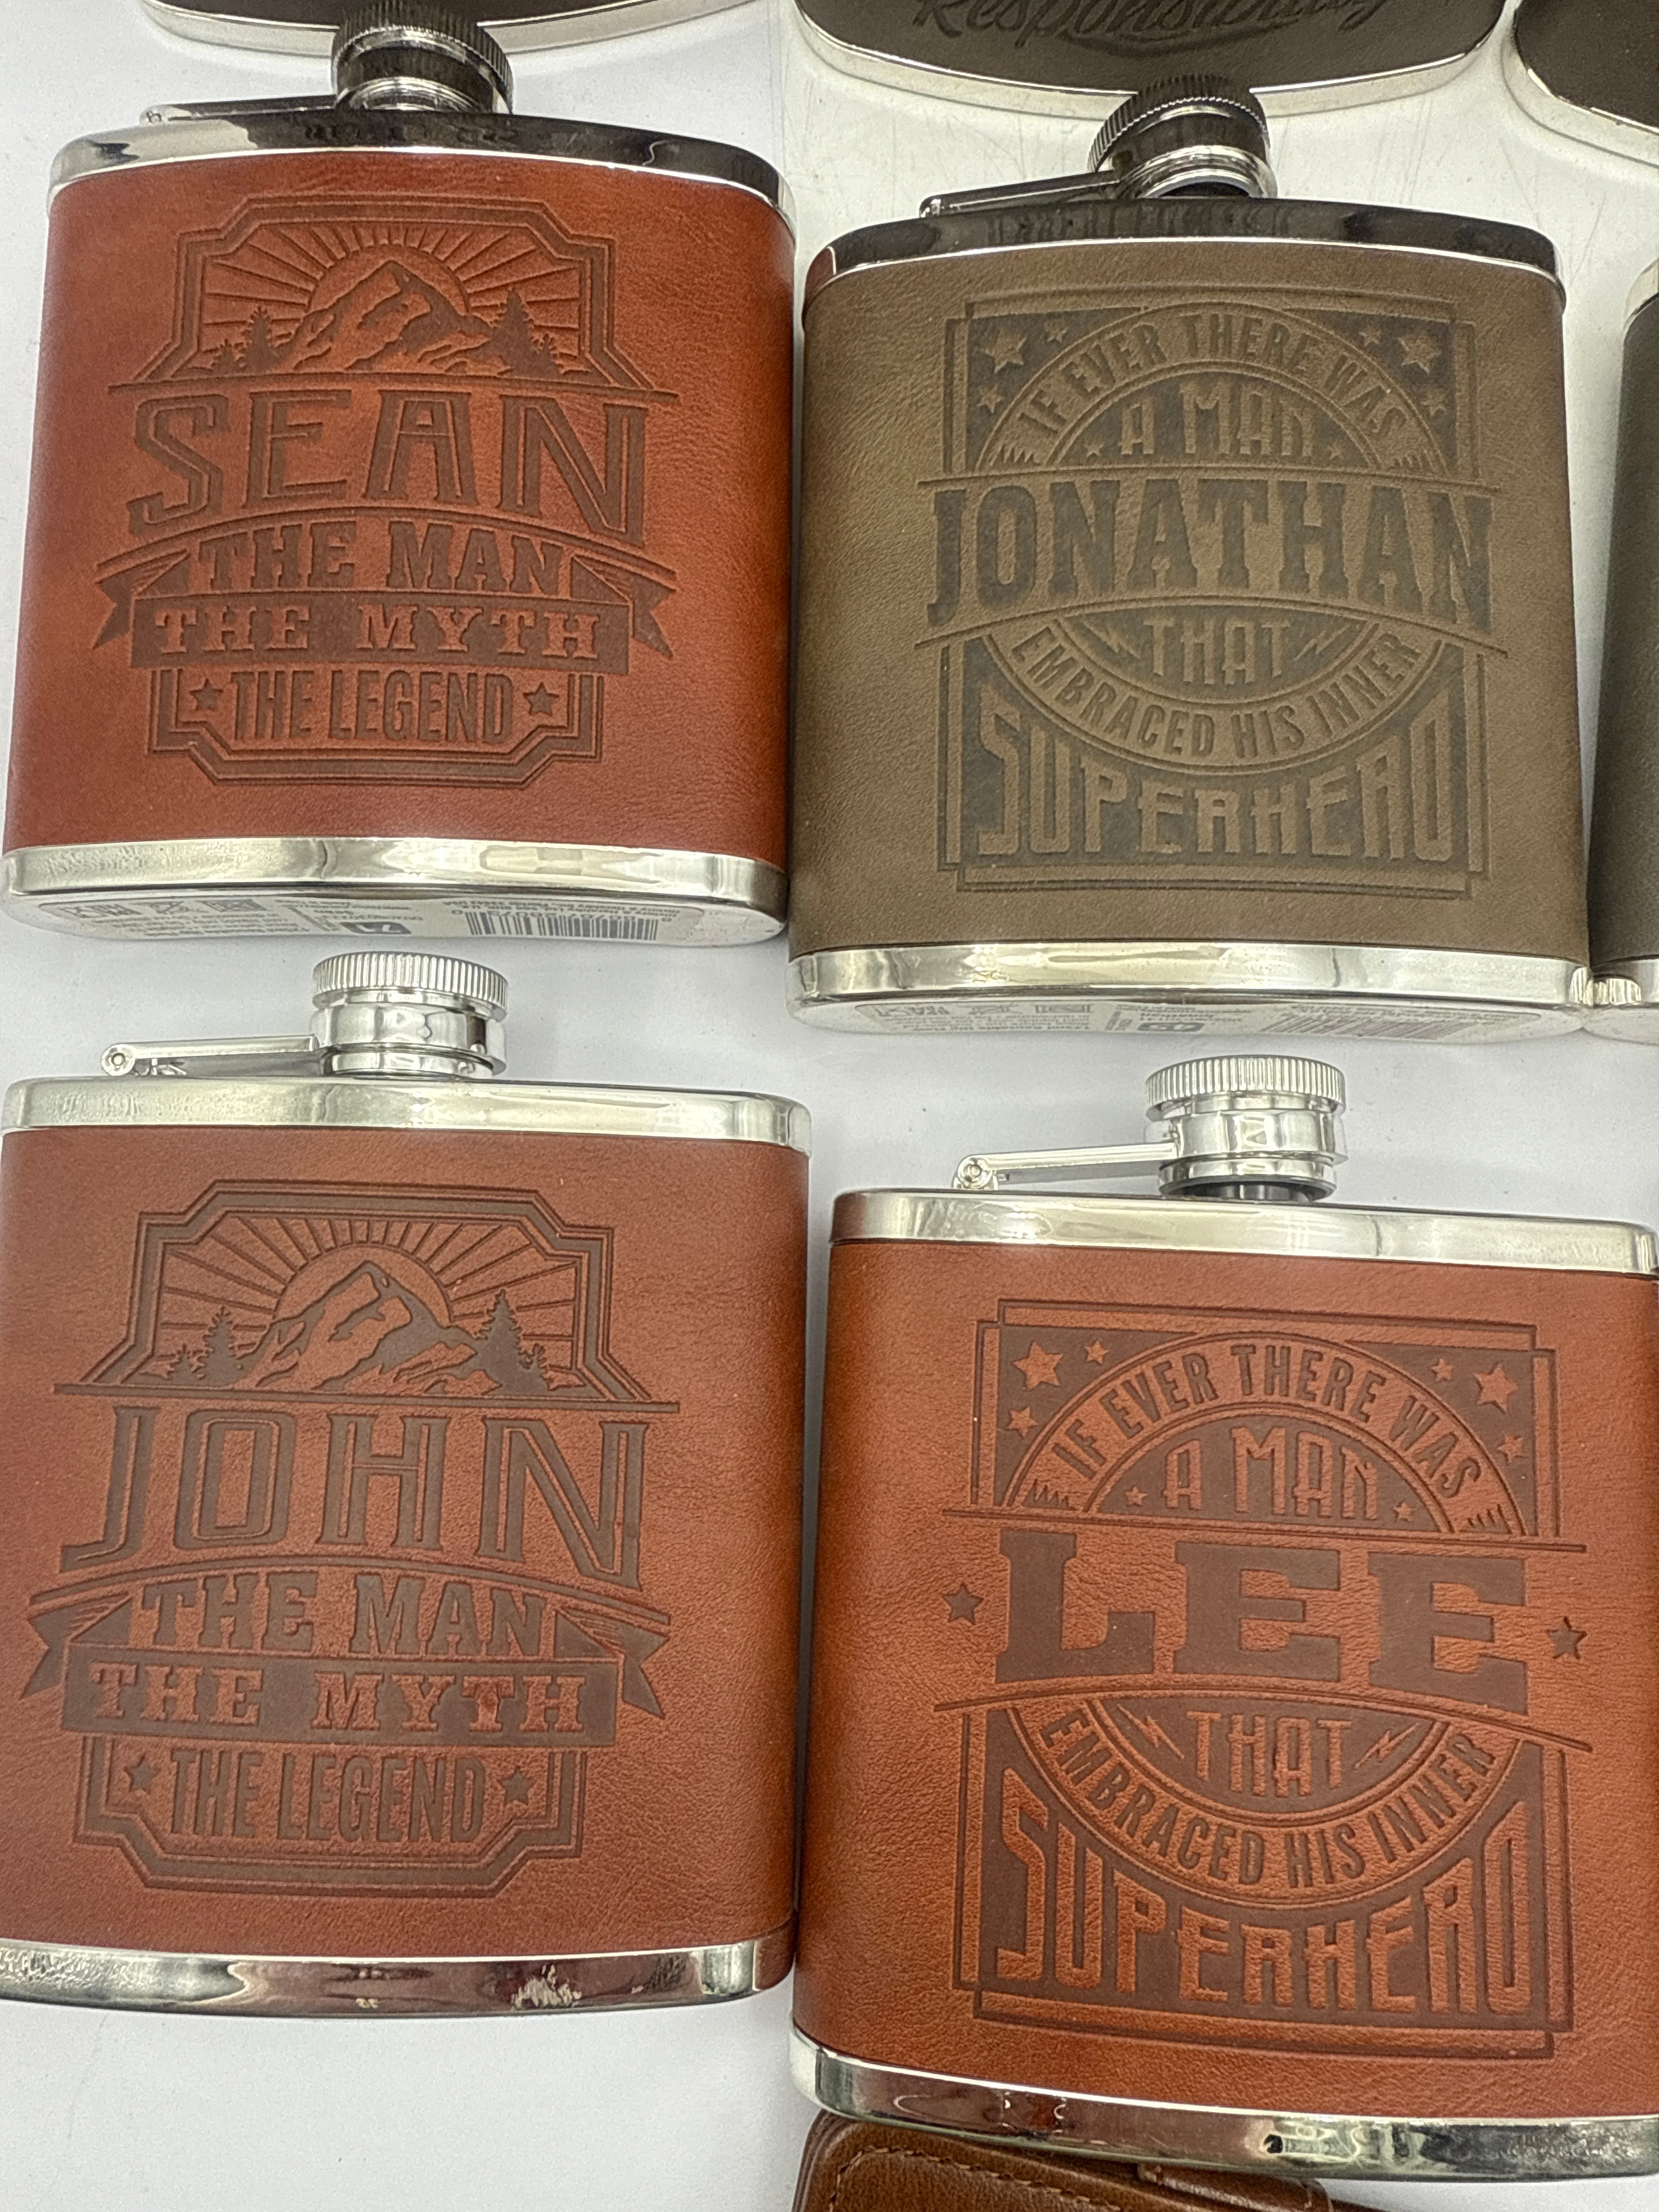 Responsibly
SEAN
THE MAN
THE MYTH
THE LEGEND
IF EVER THERE WAS
A MAN
JONATHAN
THAT
EMBRACED HIS INNER
SUPERHERO
JOHN
THE MAN
THE MYTH
THE LEGEND
IF EVER THERE WAS
A MAN
LEE
THAT
EMBRACED HIS INNER
SUPERHERO